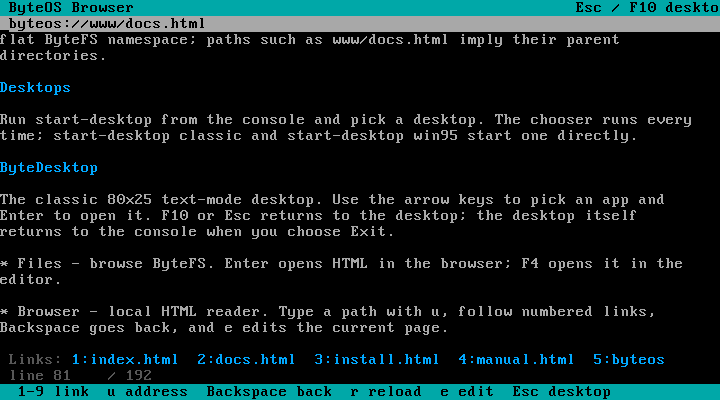 ByteOS Browser Esc / F10 deskto
byteos://www/docs.html
flat ByteFS namespace; paths such as www/docs.html imply their parent
directories.
Desktops
Run start-desktop from the console and pick a desktop. The chooser runs every
time; start-desktop classic and start-desktop win95 start one directly.
ByteDesktop
The classic 80x25 text-mode desktop. Use the arrow keys to pick an app and
Enter to open it. F10 or Esc returns to the desktop; the desktop itself
returns to the console when you choose Exit.
* Files - browse ByteFS. Enter opens HTML in the browser; F4 opens it in the
editor.
* Browser - local HTML reader. Type a path with u, follow numbered links,
Backspace goes back, and e edits the current page.
Links: 1:index.html 2:docs.html 3:install.html 4:manual.html 5:byteos
line 81 / 192
1-9 link u address Backspace back r reload e edit Esc desktop